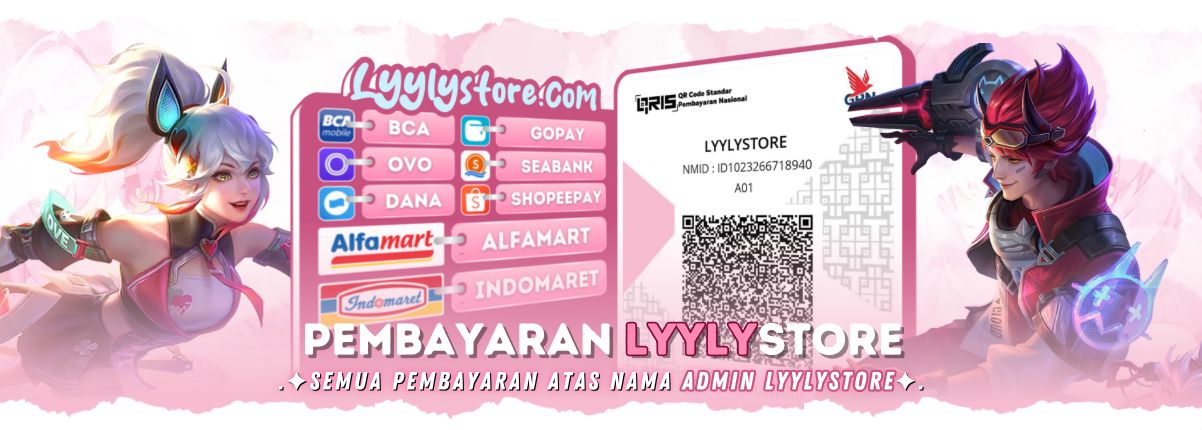 Lyylystore.com
BCA mobile
BCA
GOPAY
OVO
SEABANK
DANA
S
SHOPEEPAY
Alfamart
ALFAMART
Indomaret
INDOMARET
QRIS
QR Code Standar
Pembayaran Nasional
GPN
LYYLYSTORE
NMID : ID1023266718940
A01
LOVE
PEMBAYARAN LYYLYSTORE
.✦SEMUA PEMBAYARAN ATAS NAMA ADMIN LYYLYSTORE✦.